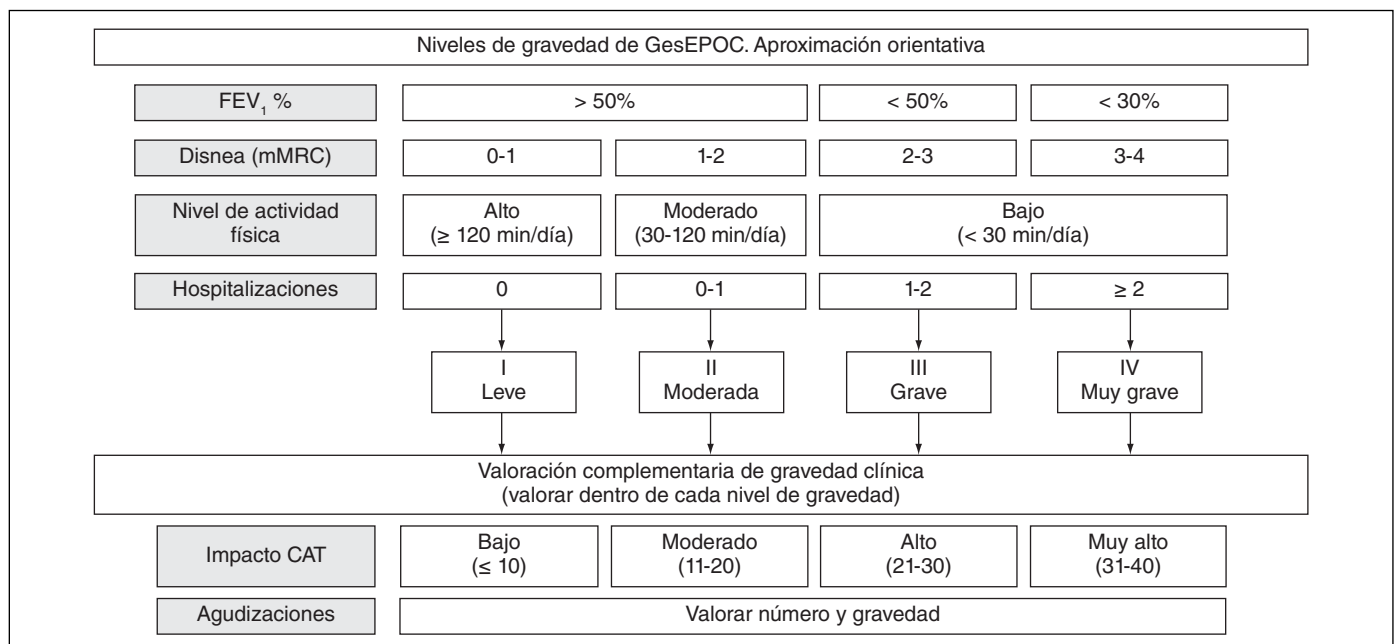 Niveles de gravedad de GesEPOC. Aproximación orientativa
FEV1 %
> 50%
< 50%
< 30%
Disnea (mMRC)
0-1
1-2
2-3
3-4
Nivel de actividad
física
Alto
(≥ 120 min/día)
Moderado
(30-120 min/día)
Bajo
(< 30 min/día)
Hospitalizaciones
0
0-1
1-2
≥ 2
I
Leve
II
Moderada
III
Grave
IV
Muy grave
Valoración complementaria de gravedad clínica
(valorar dentro de cada nivel de gravedad)
Impacto CAT
Bajo
(≤ 10)
Moderado
(11-20)
Alto
(21-30)
Muy alto
(31-40)
Agudizaciones
Valorar número y gravedad